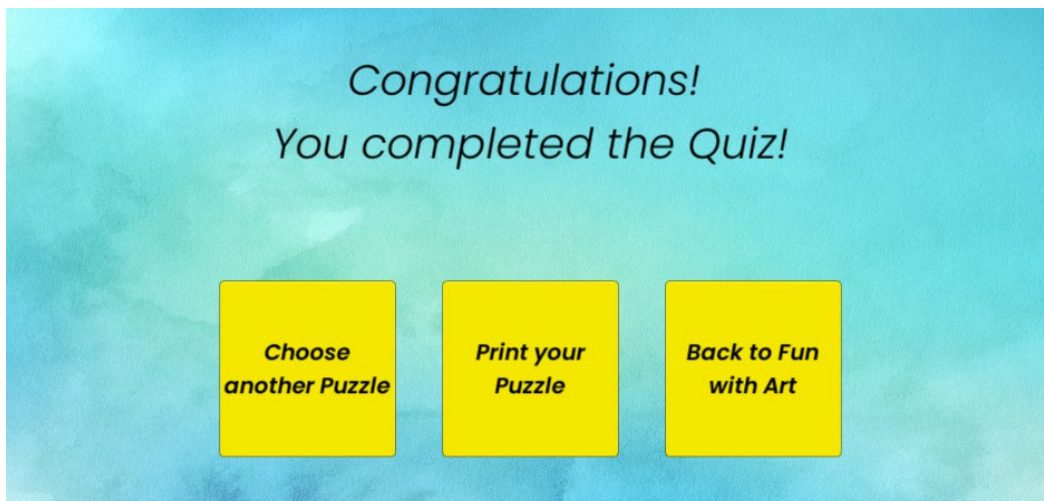 Congratulations!
You completed the Quiz!
Choose
another Puzzle
Print your
Puzzle
Back to Fun
with Art